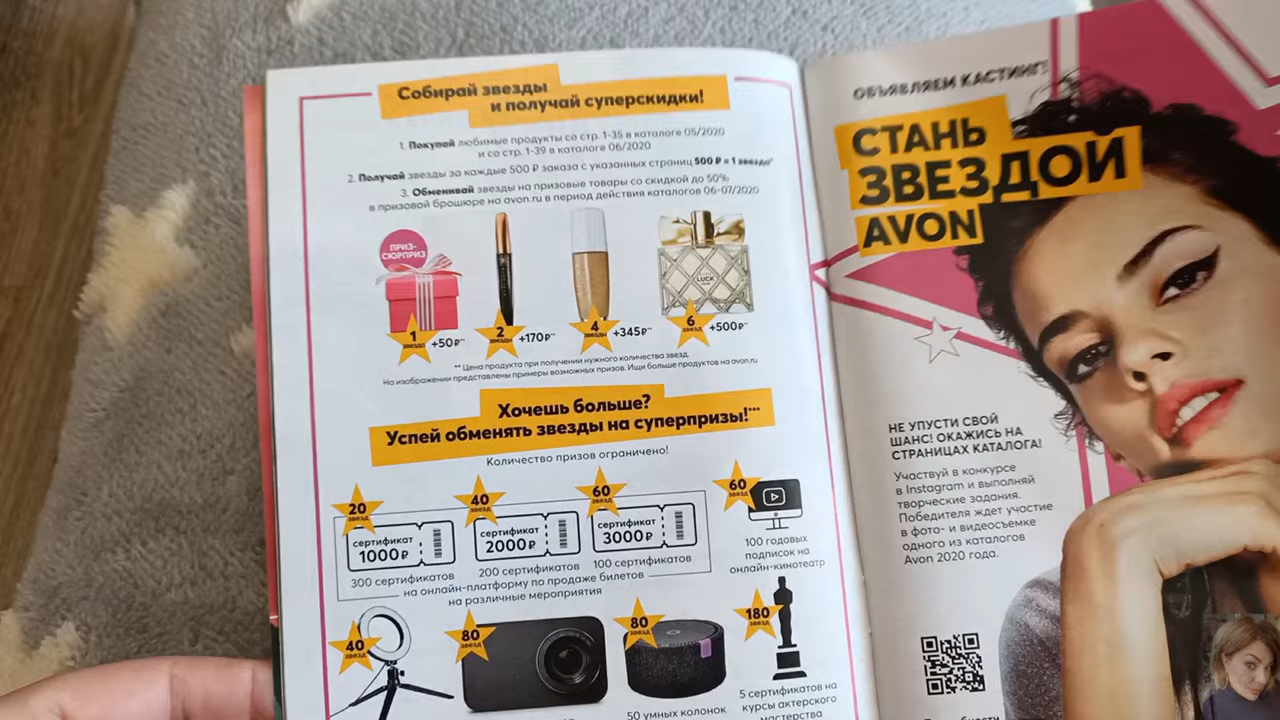 Собирай звезды
и получай суперскидки!
1. Покупай любимые продукты со стр. 1-35 в каталоге 05/2020
и со стр. 1-39 в каталоге 06/2020
2. Получай звезды за каждые 500 ₽ заказа с указанных страниц 500 ₽ = 1 звезда*
3. Обменивай звезды на призовые товары со скидкой до 50%
в призовой брошюре на avon.ru в период действия каталогов 06-07/2020
ПРИЗ-
СЮРПРИЗ
LUCK
1
звезда
+50₽**
2
звезды
+170₽**
4
звезды
+345₽**
6
звезд
+500₽**
** Цена продукта при получении нужного количества звезд.
На изображении представлены примеры возможных призов. Ищи больше продуктов на avon.ru
Хочешь больше?
Успей обменять звезды на суперпризы!***
Количество призов ограничено!
20
звезд
сертификат
1000₽
300 сертификатов
40
звезд
сертификат
2000₽
200 сертификатов
60
звезд
сертификат
3000₽
100 сертификатов
на онлайн-платформу по продаже билетов
на различные мероприятия
60
звезд
100 годовых
подписок на
онлайн-кинотеатр
40
звезд
80
звезд
80
звезд
50 умных колонок
180
звезд
5 сертификатов на
курсы актерского
мастерства
ОБЪЯВЛЯЕМ КАСТИНГ!
СТАНЬ
ЗВЕЗДОЙ
AVON
НЕ УПУСТИ СВОЙ
ШАНС! ОКАЖИСЬ НА
СТРАНИЦАХ КАТАЛОГА!
Участвуй в конкурсе
в Instagram и выполняй
творческие задания.
Победителя ждет участие
в фото- и видеосъемке
одного из каталогов
Avon 2020 года.